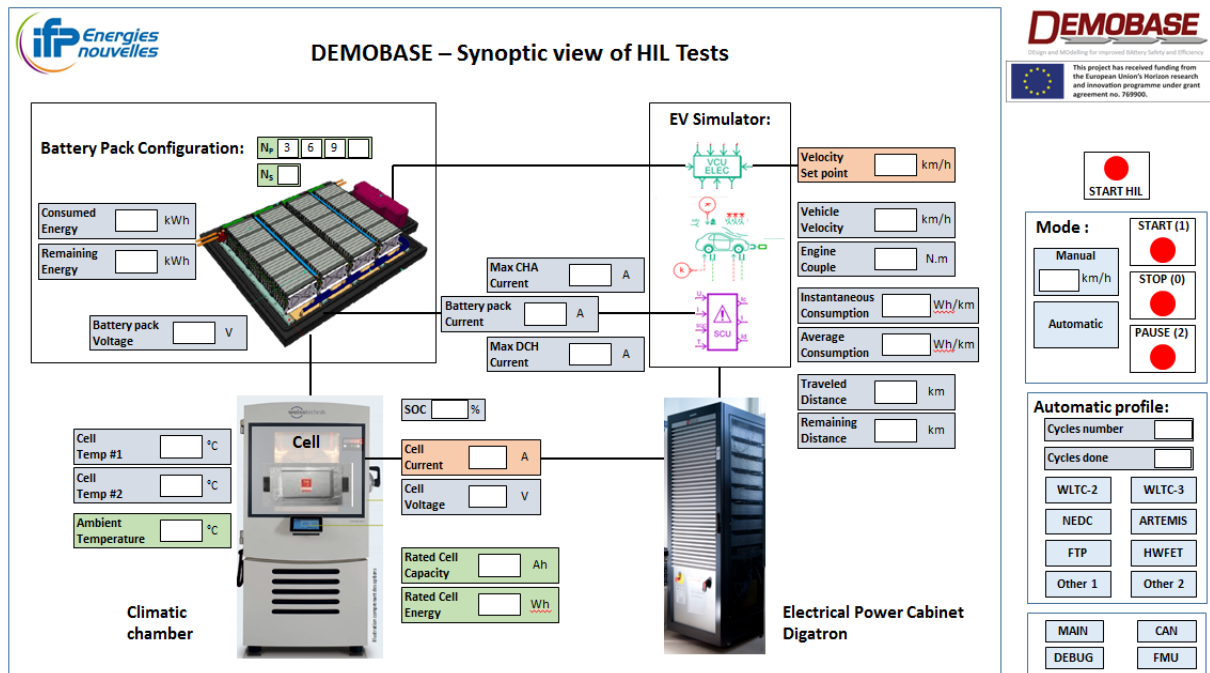 ifp Energies
nouvelles
DEMOBASE – Synoptic view of HIL Tests
DEMOBASE
DEsign and MOdelling for improved BAttery Safety and Efficiency
This project has received funding from
the European Union's Horizon research
and innovation programme under grant
agreement no. 769900.
Battery Pack Configuration:
NP 3 6 9
NS
Consumed
Energy kWh
Remaining
Energy kWh
Battery pack
Voltage V
Max CHA
Current A
Battery pack
Current A
Max DCH
Current A
EV Simulator:
VCU
ELEC
SCU
Velocity
Set point km/h
Vehicle
Velocity km/h
Engine
Couple N.m
Instantaneous
Consumption Wh/km
Average
Consumption Wh/km
Traveled
Distance km
Remaining
Distance km
START HIL
Mode :
Manual
km/h
Automatic
START (1)
STOP (0)
PAUSE (2)
Automatic profile:
Cycles number
Cycles done
WLTC-2 WLTC-3
NEDC ARTEMIS
FTP HWFET
Other 1 Other 2
MAIN CAN
DEBUG FMU
SOC %
Cell
Cell
Temp #1 °C
Cell
Temp #2 °C
Ambient
Temperature °C
Cell
Current A
Cell
Voltage V
Rated Cell
Capacity Ah
Rated Cell
Energy Wh
Climatic
chamber
Electrical Power Cabinet
Digatron